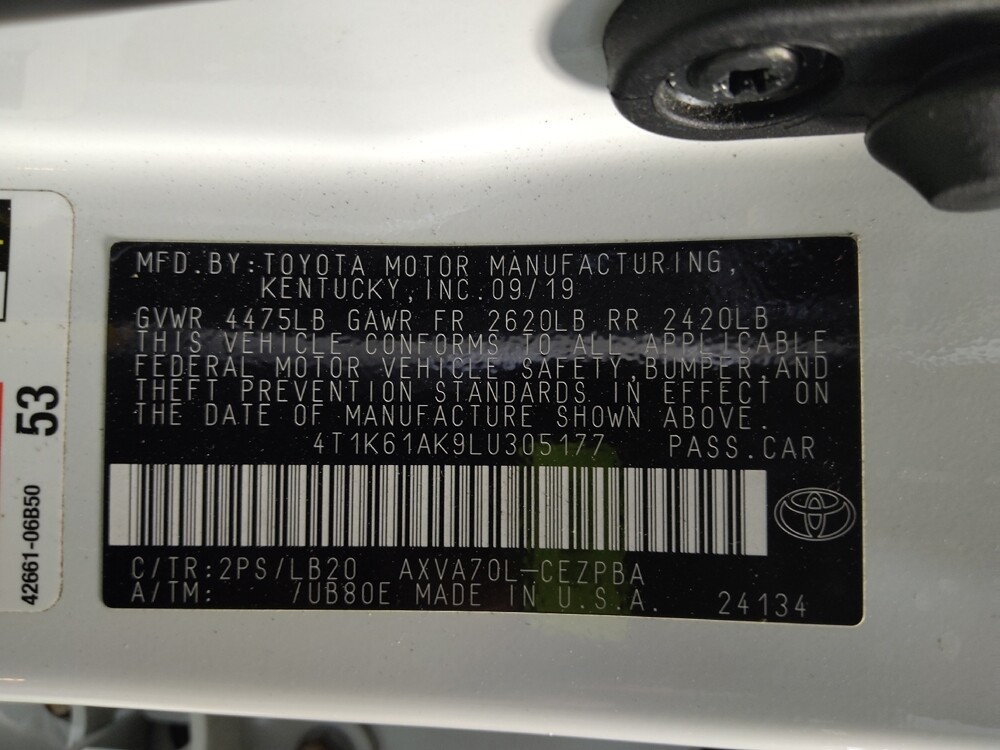 MFD.BY:TOYOTA MOTOR MANUFACTURING,
KENTUCKY,INC.09/19
GVWR 4475LB GAWR FR 2620LB RR 2420LB
THIS VEHICLE CONFORMS TO ALL APPLICABLE
FEDERAL MOTOR VEHICLE SAFETY,BUMPER,AND
THEFT PREVENTION STANDARDS IN EFFECT ON
THE DATE OF MANUFACTURE SHOWN ABOVE.
4T1K61AK9LU305177 PASS.CAR
C/TR:2PS/LB20 AXVA70L-CEZPBA
A/TM: /UB80E MADE IN U.S.A. 24134
53
42661-06B50